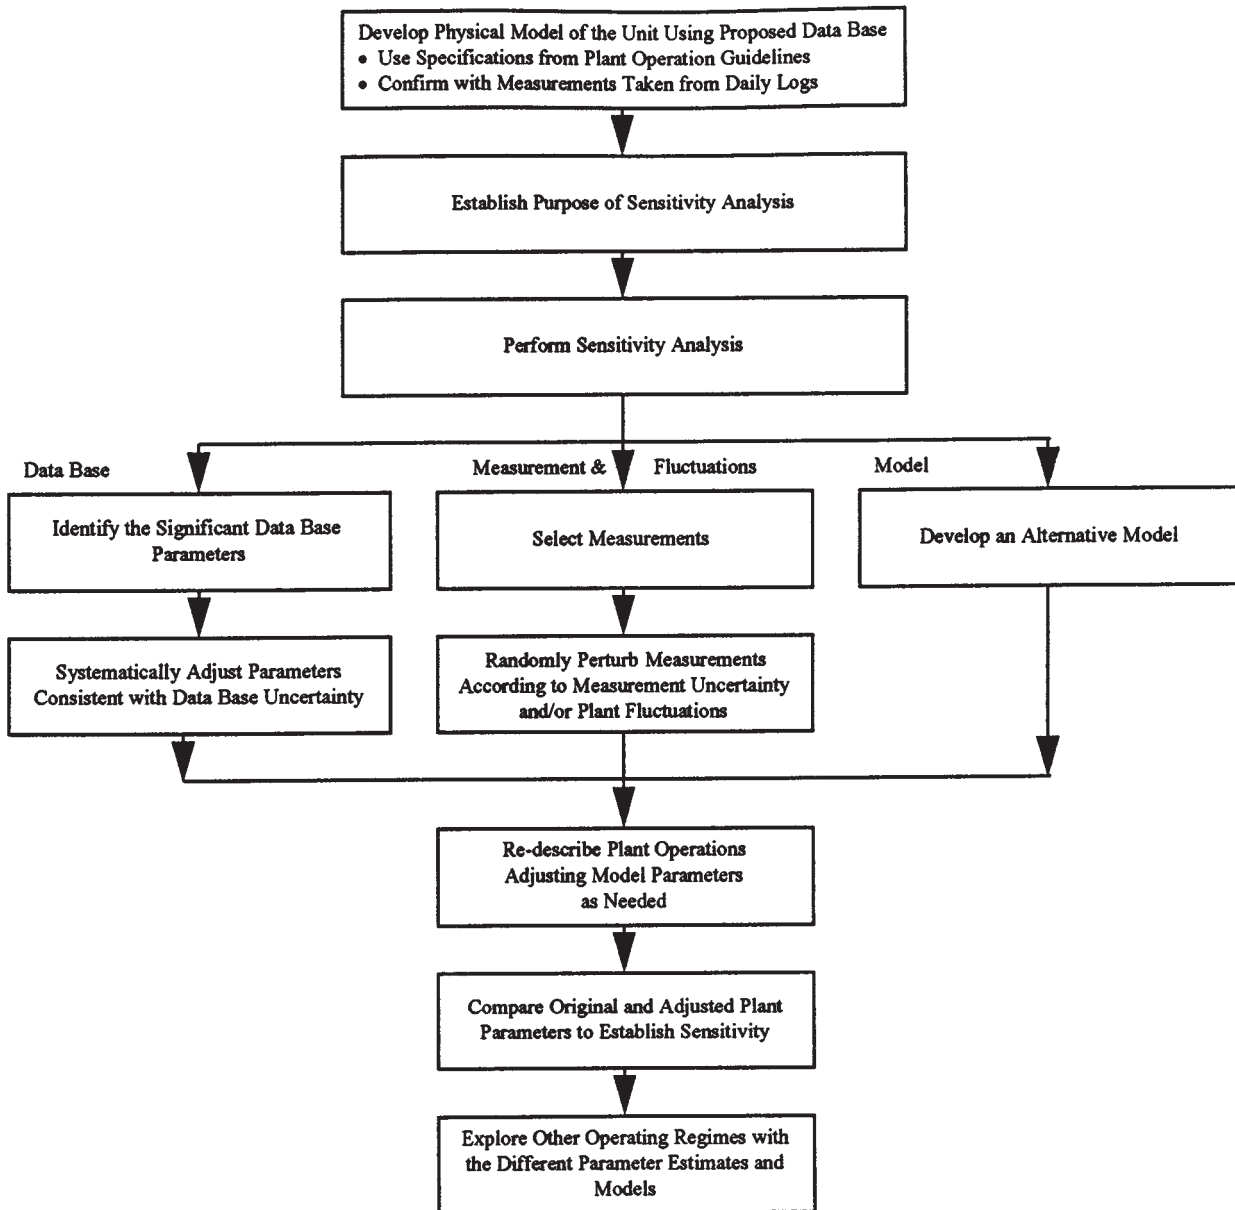 Develop Physical Model of the Unit Using Proposed Data Base
• Use Specifications from Plant Operation Guidelines
• Confirm with Measurements Taken from Daily Logs
Establish Purpose of Sensitivity Analysis
Perform Sensitivity Analysis
Data Base
Measurement & Fluctuations
Model
Identify the Significant Data Base
Parameters
Select Measurements
Develop an Alternative Model
Systematically Adjust Parameters
Consistent with Data Base Uncertainty
Randomly Perturb Measurements
According to Measurement Uncertainty
and/or Plant Fluctuations
Re-describe Plant Operations
Adjusting Model Parameters
as Needed
Compare Original and Adjusted Plant
Parameters to Establish Sensitivity
Explore Other Operating Regimes with
the Different Parameter Estimates and
Models